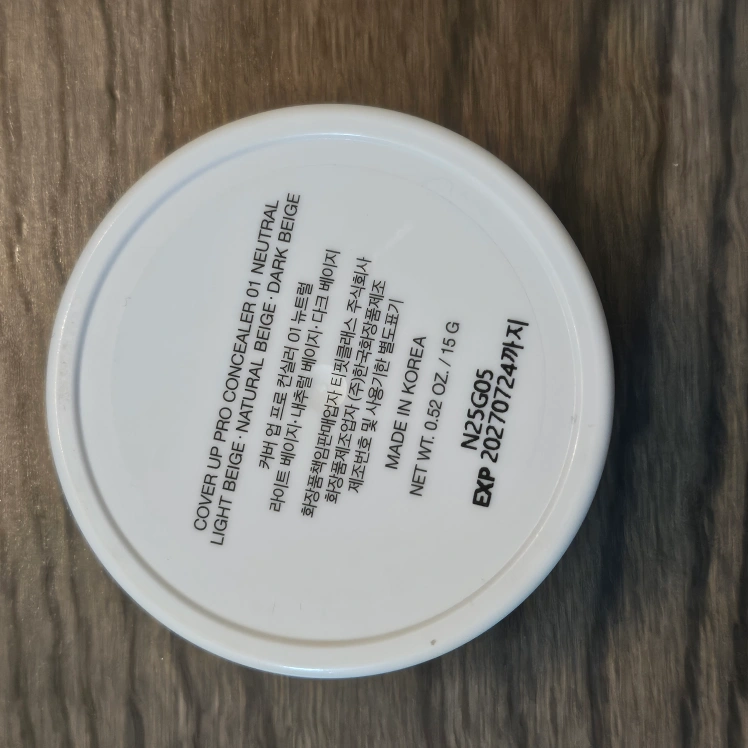 COVER UP PRO CONCEALER 01 NEUTRAL
LIGHT BEIGE · NATURAL BEIGE · DARK BEIGE
커버 업 프로 컨실러 01 뉴트럴
라이트 베이지 · 내추럴 베이지 · 다크 베이지
화장품책임판매업자 티핏클래스 주식회사
화장품제조업자 (주)한국화장품제조
제조번호 및 사용기한 별도표기
MADE IN KOREA
NET WT. 0.52 OZ. / 15 G
N25G05
EXP 20270724까지